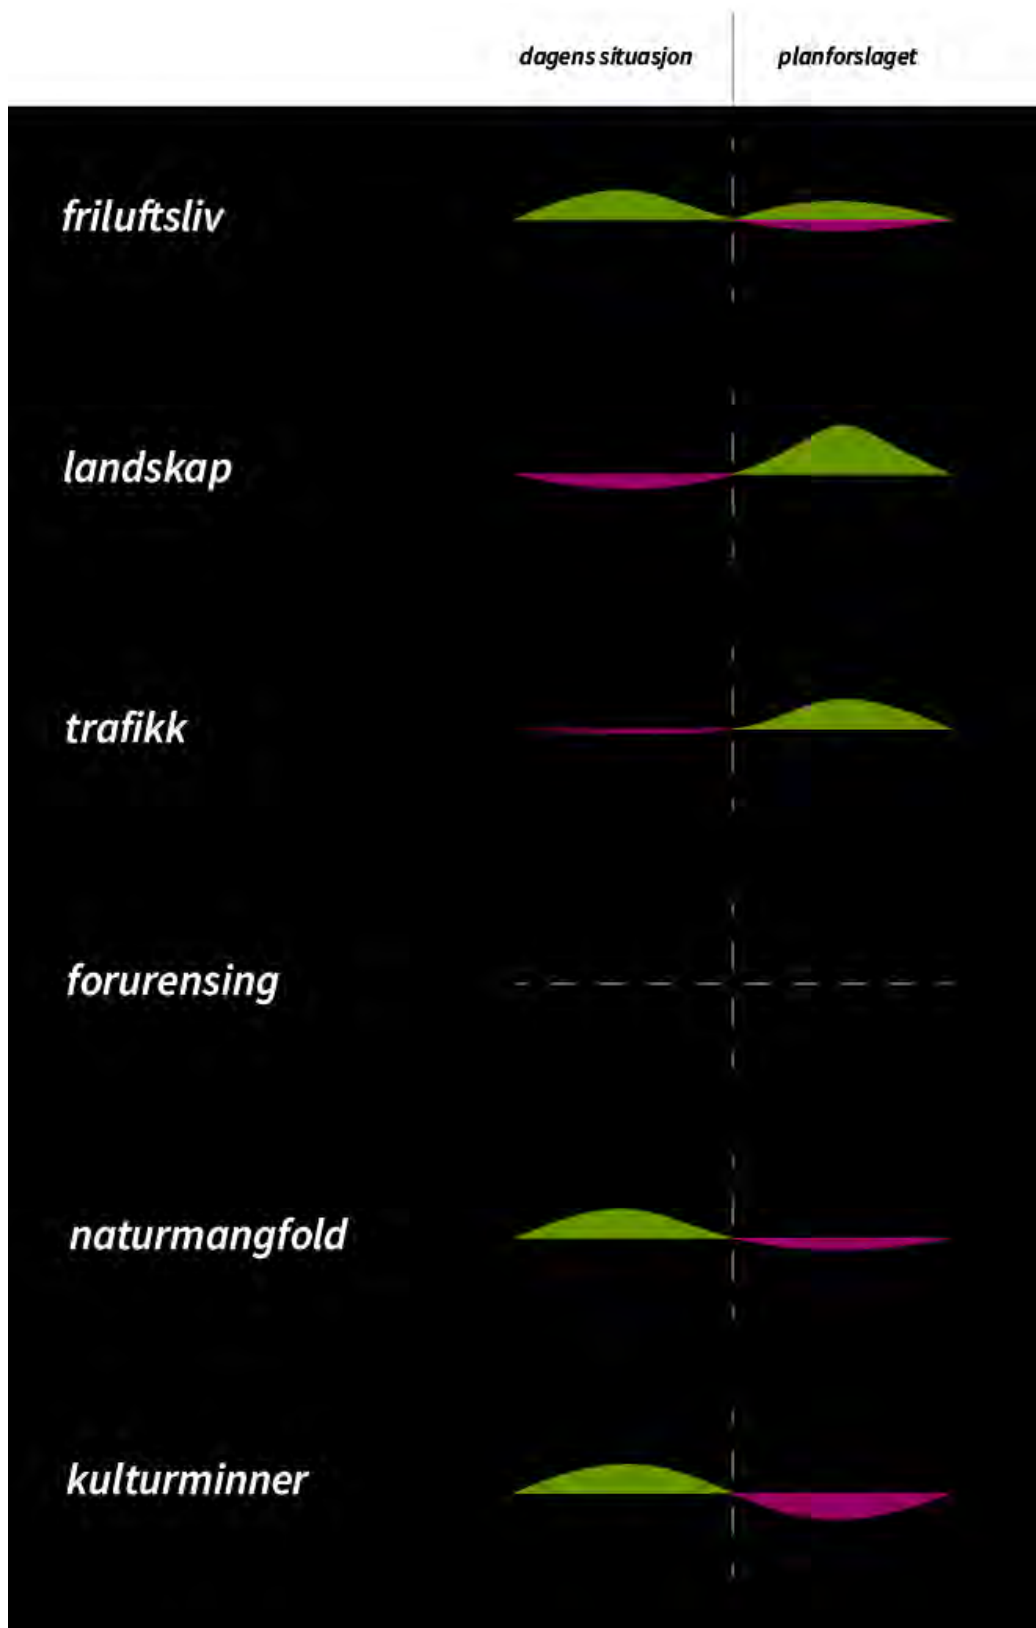 dagens situasjon
planforslaget
friluftsliv
landskap
trafikk
forurensing
naturmangfold
kulturminner